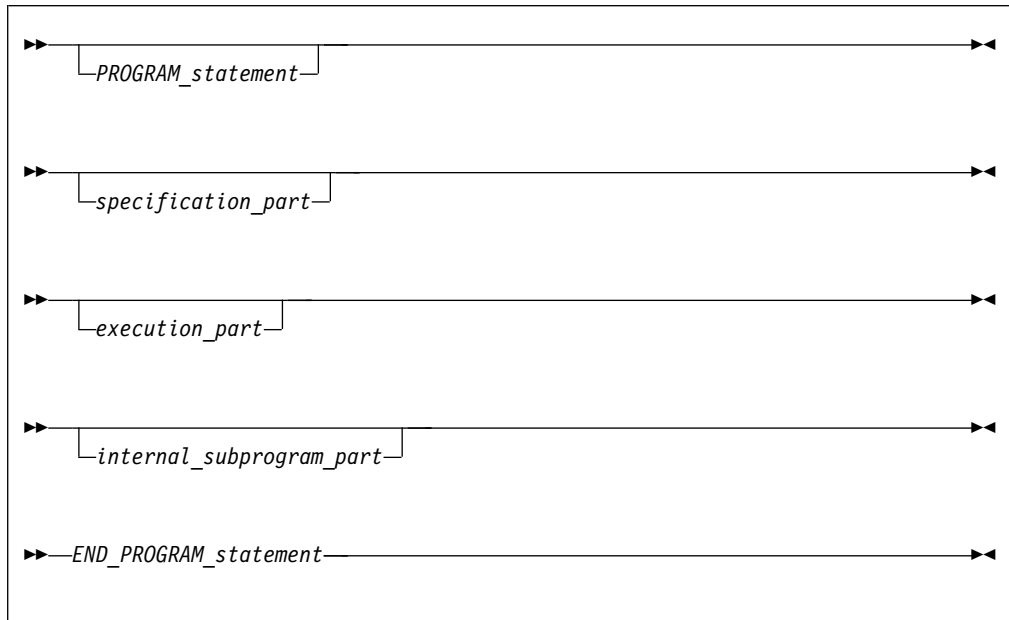 PROGRAM_statement
specification_part
execution_part
internal_subprogram_part
END_PROGRAM_statement